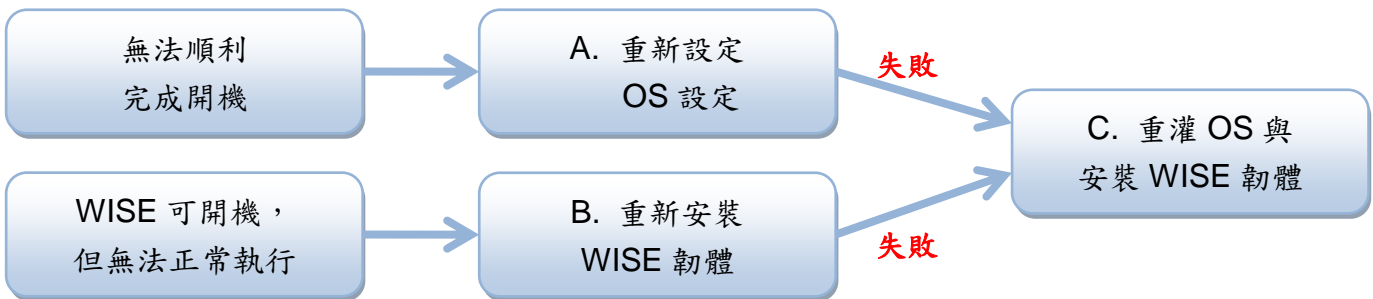 無法順利
完成開機
A. 重新設定
OS 設定
失敗
C. 重灌 OS 與
安裝 WISE 韌體
WISE 可開機，
但無法正常執行
B. 重新安裝
WISE 韌體
失敗